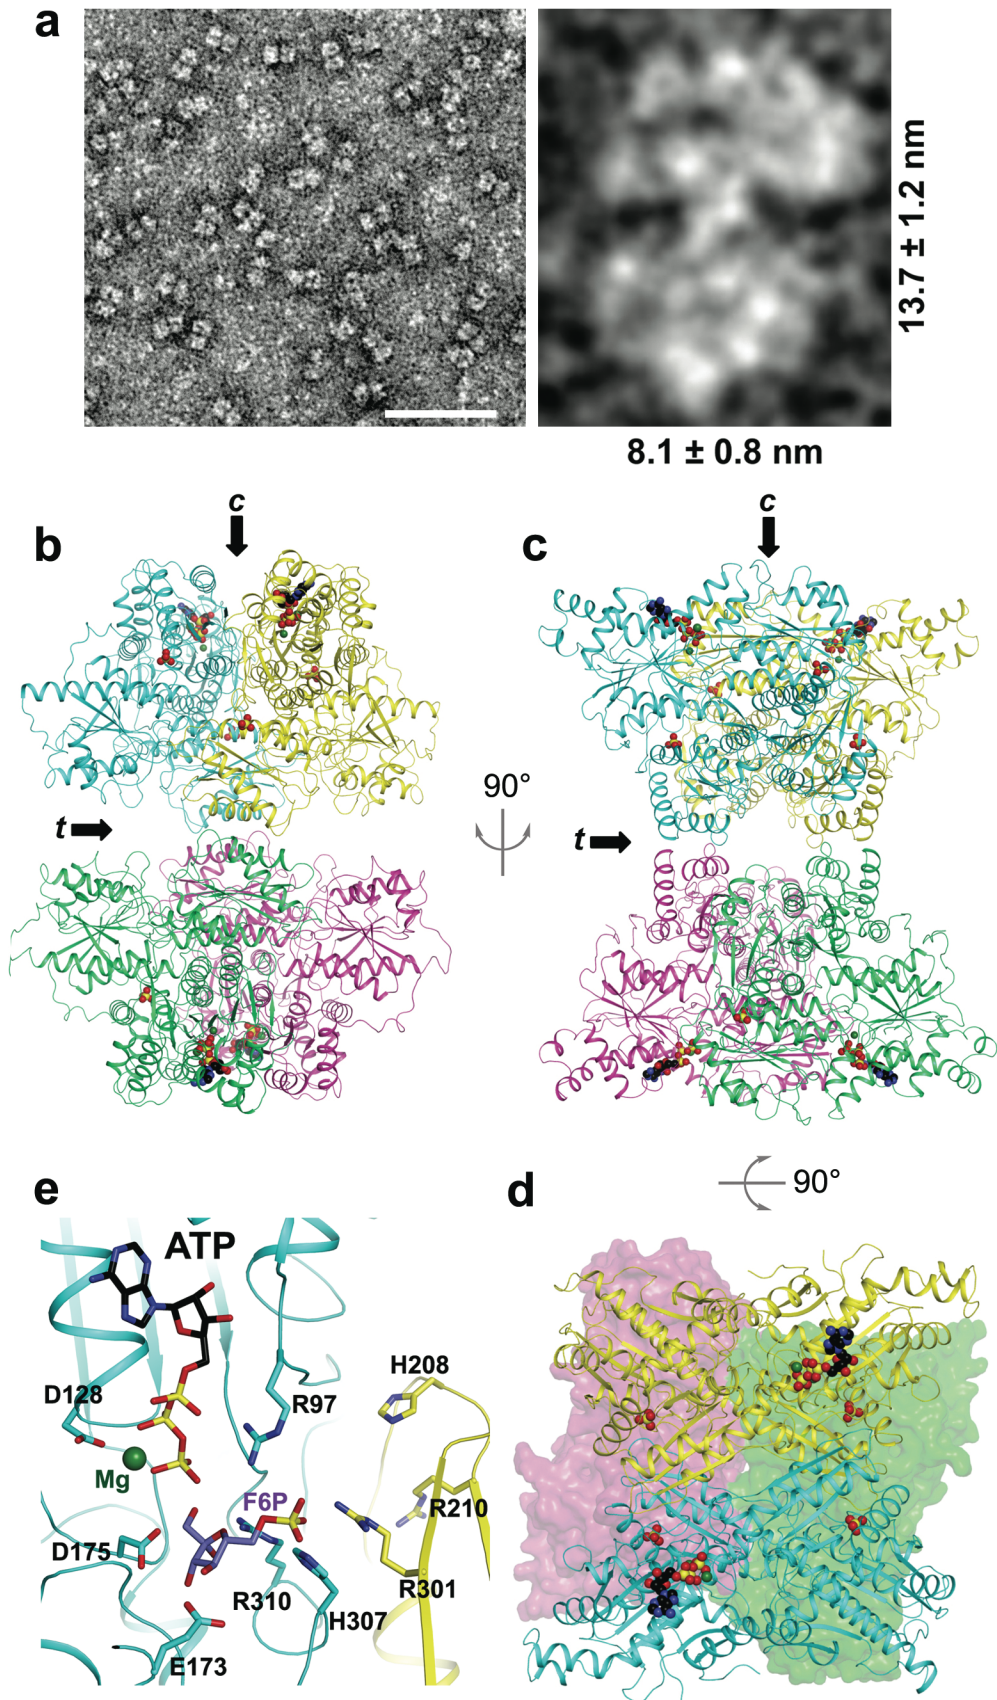 a
13.7 ± 1.2 nm
8.1 ± 0.8 nm
b
c
t
90°
c
c
t
90°
d
e
ATP
D128
Mg
R97
H208
F6P
R210
D175
R310
R301
H307
E173